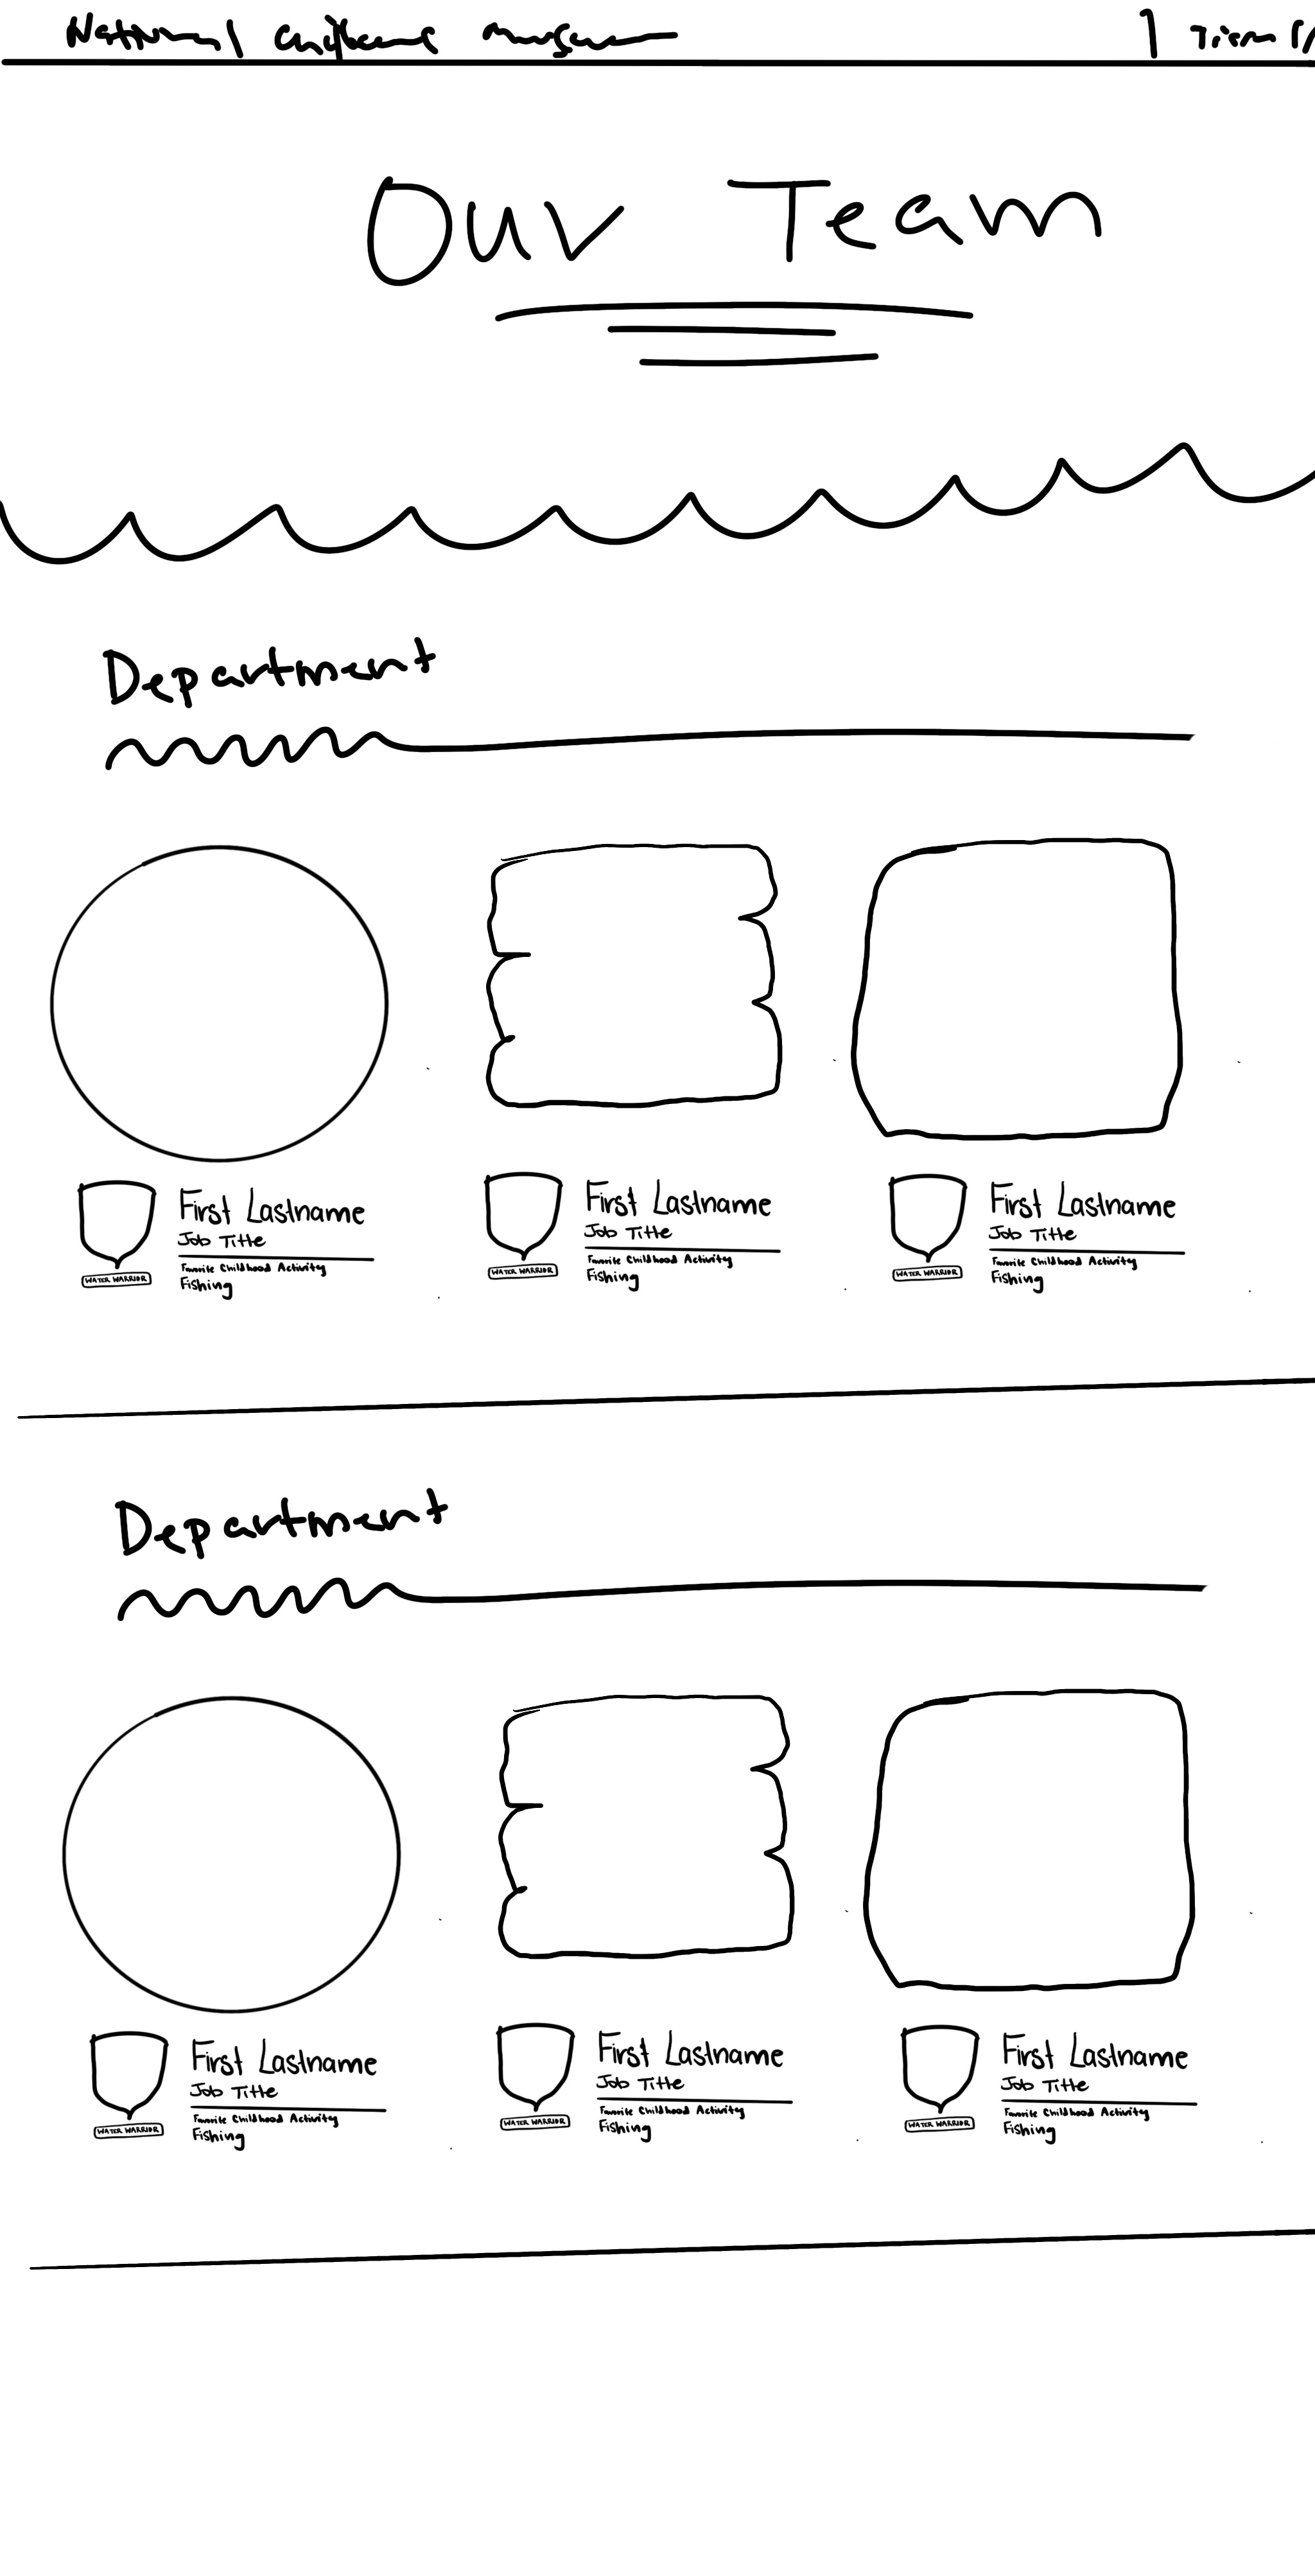 National
Our Team
Department
First Lastname
Job Title
Favorite Childhood Activity
Fishing
WATER WARRIOR
First Lastname
Job Title
Favorite Childhood Activity
Fishing
WATER WARRIOR
First Lastname
Job Title
Favorite Childhood Activity
Fishing
WATER WARRIOR
Department
First Lastname
Job Title
Favorite Childhood Activity
Fishing
WATER WARRIOR
First Lastname
Job Title
Favorite Childhood Activity
Fishing
WATER WARRIOR
First Lastname
Job Title
Favorite Childhood Activity
Fishing
WATER WARRIOR